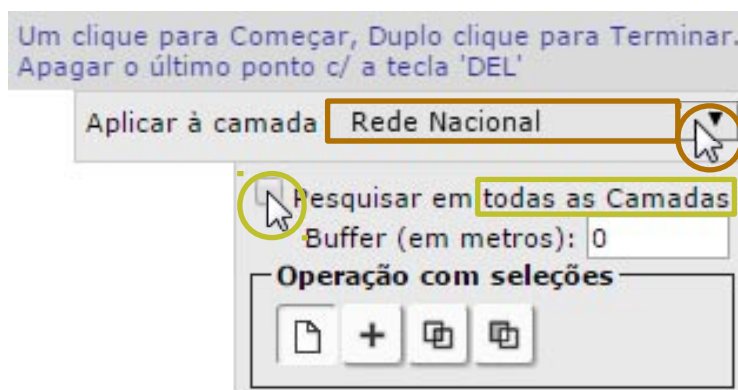 Um clique para Começar, Duplo clique para Terminar.
Apagar o último ponto c/ a tecla 'DEL'
Aplicar à camada Rede Nacional
Pesquisar em todas as Camadas
Buffer (em metros): 0
Operação com seleções